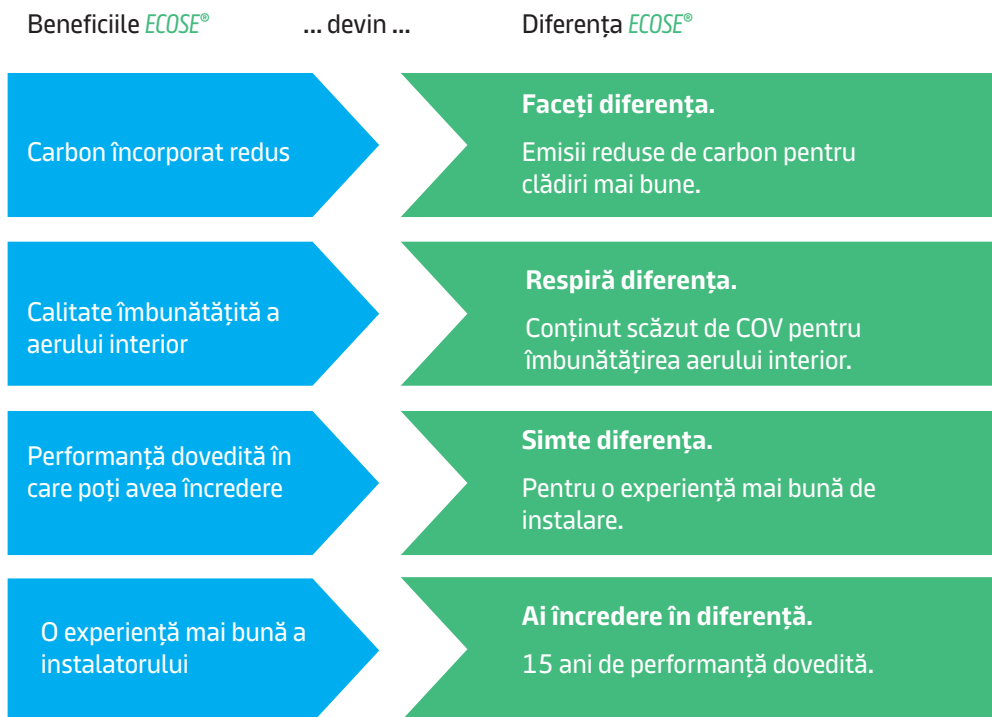 Beneficiile ECOSE® ... devin ... Diferența ECOSE®
Carbon încorporat redus
Faceți diferența.
Emisii reduse de carbon pentru
clădiri mai bune.
Calitate îmbunătățită a
aerului interior
Respiră diferența.
Conținut scăzut de COV pentru
îmbunătățirea aerului interior.
Performanță dovedită în
care poți avea încredere
Simte diferența.
Pentru o experiență mai bună de
instalare.
O experiență mai bună a
instalatorului
Ai încredere în diferență.
15 ani de performanță dovedită.